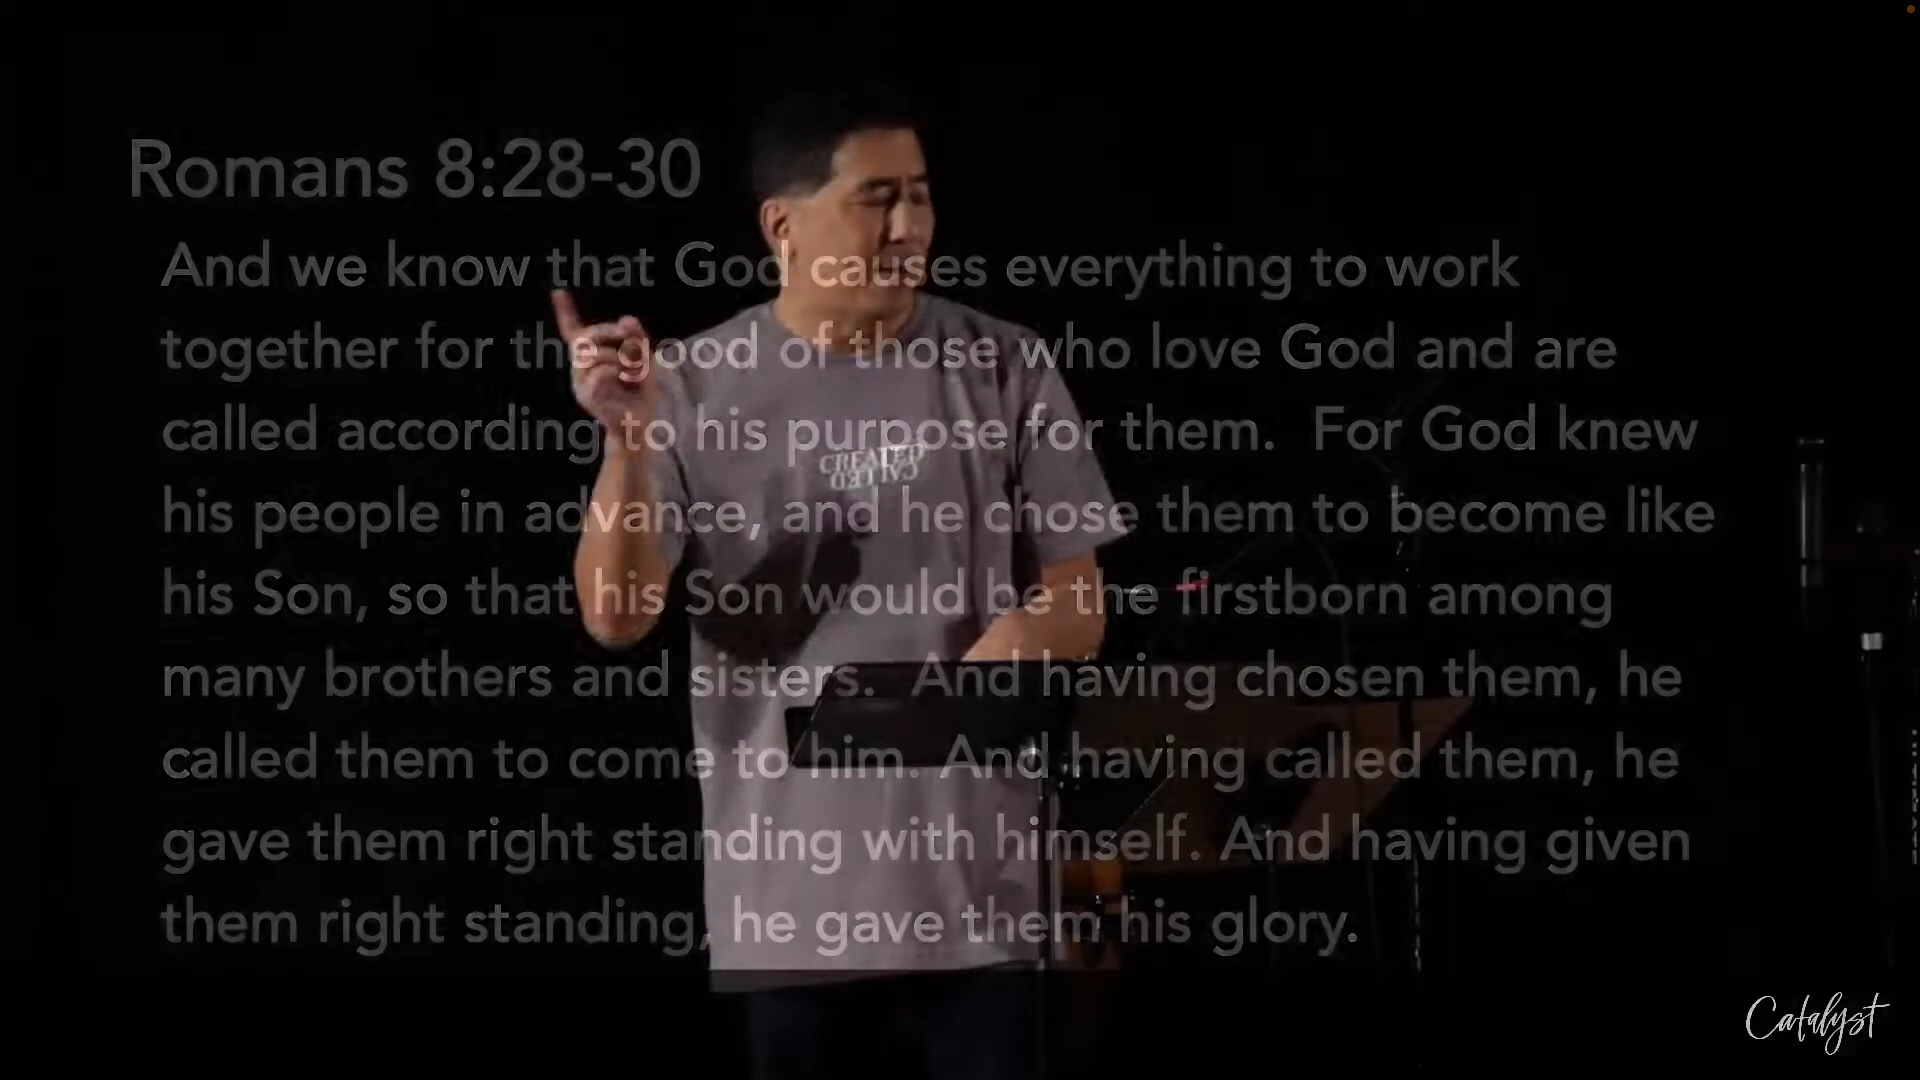 Romans 8:28-30
And we know that God causes everything to work
together for the good of those who love God and are
called according to his purpose for them. For God knew
his people in advance, and he chose them to become like
his Son, so that his Son would be the firstborn among
many brothers and sisters. And having chosen them, he
called them to come to him. And having called them, he
gave them right standing with himself. And having given
them right standing, he gave them his glory.
CREATED
CALLED
Catalyst